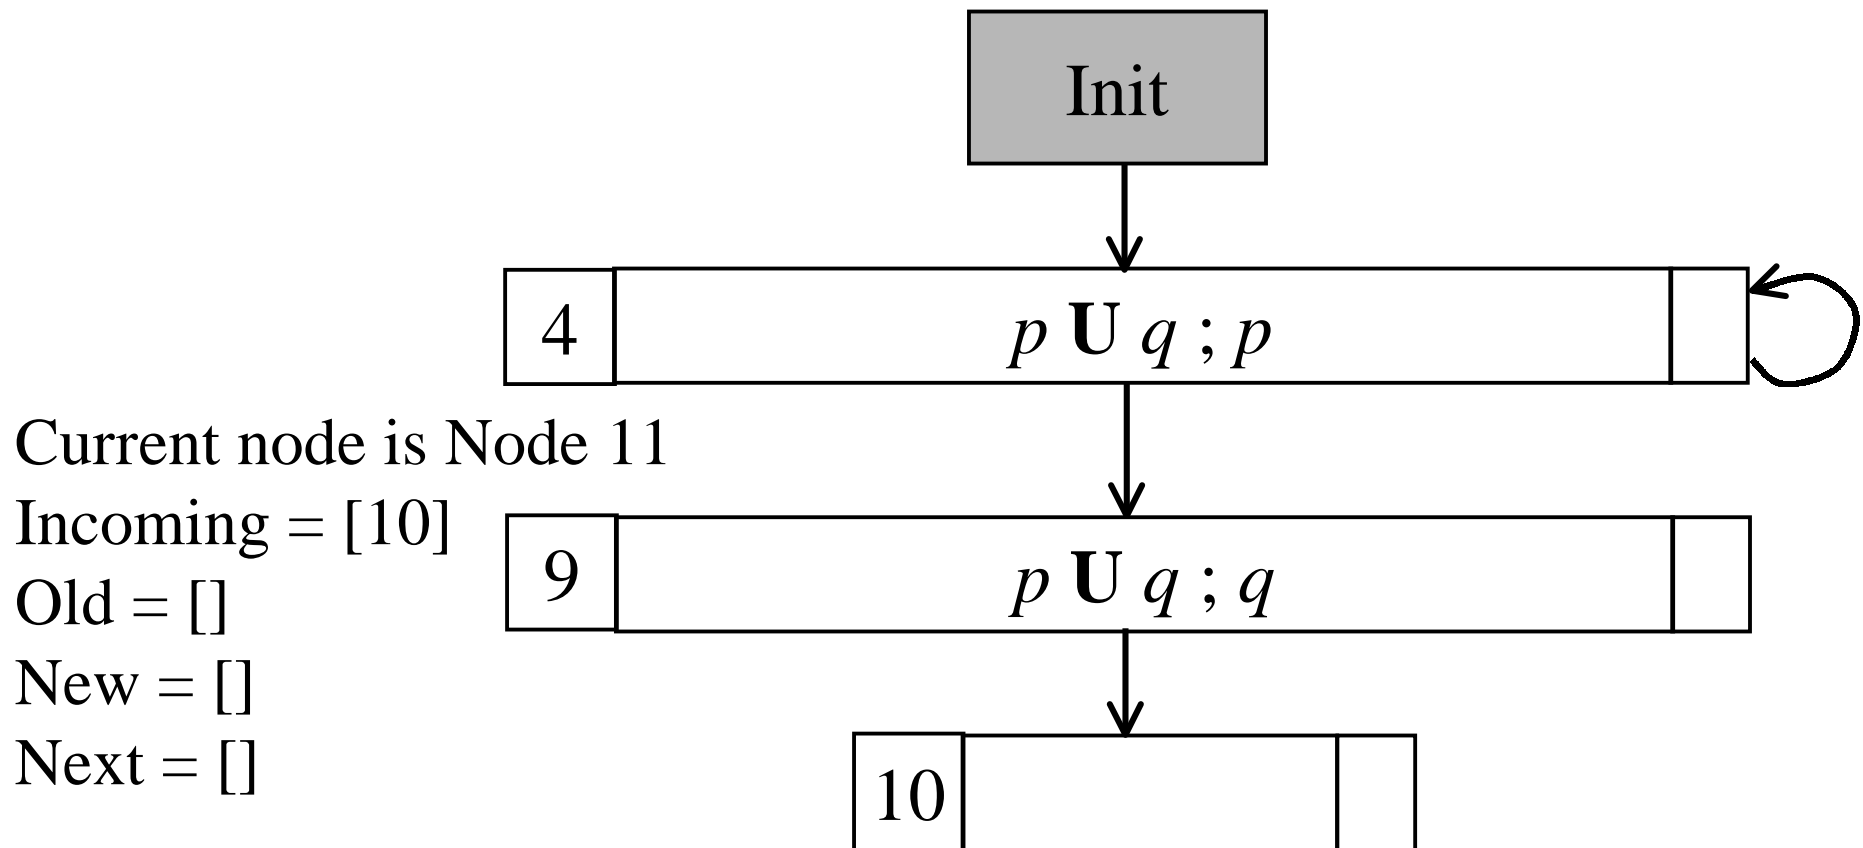 Init
4
p U q ; p
Current node is Node 11
Incoming = [10]
9
p U q ; q
Old = []
New = []
Next = []
10